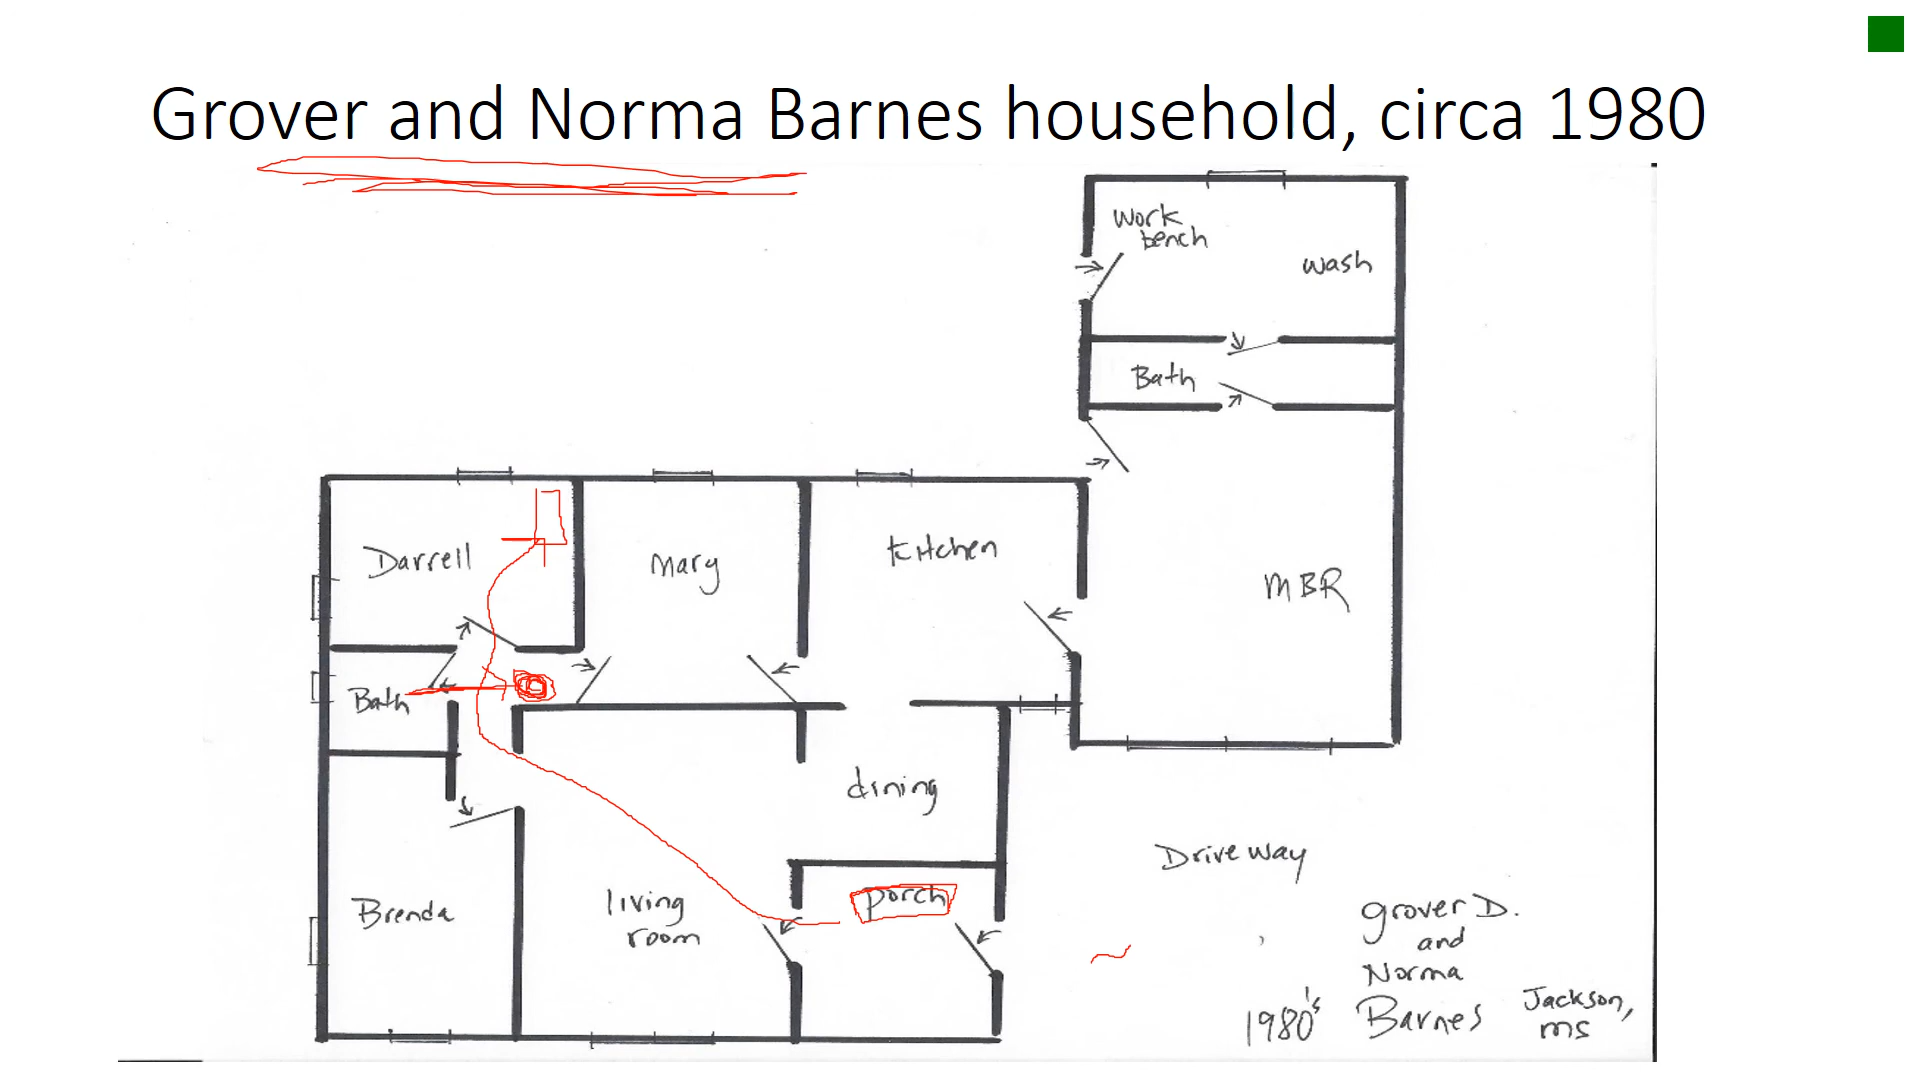 Grover and Norma Barnes household, circa 1980
Work
bench
wash
Bath
Darrell
Mary
Kitchen
MBR
Bath
dining
Brenda
living
room
porch
Drive way
Grover D.
and
Norma
1980's Barnes Jackson,
MS